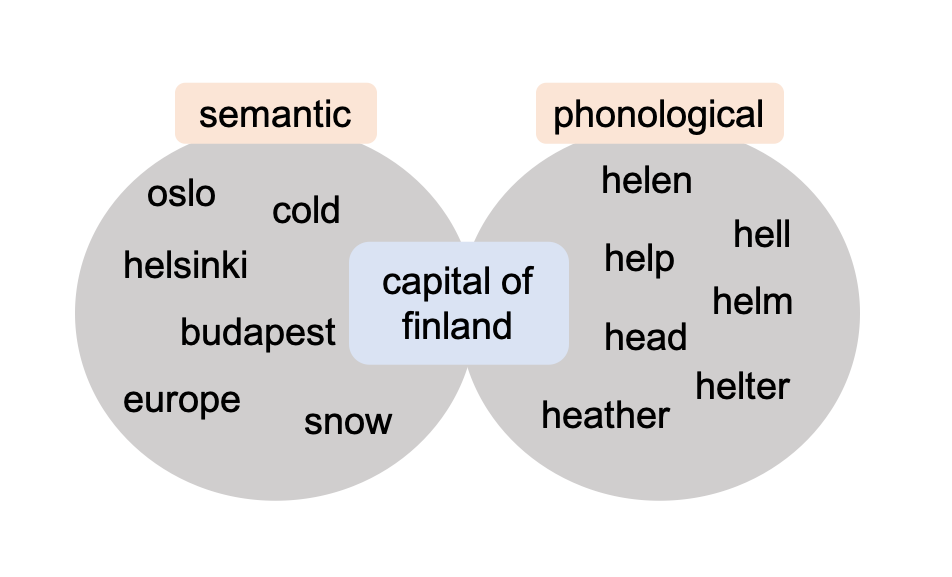 semantic
phonological
oslo
cold
helsinki
budapest
europe
snow
capital of
finland
helen
hell
help
helm
head
helter
heather